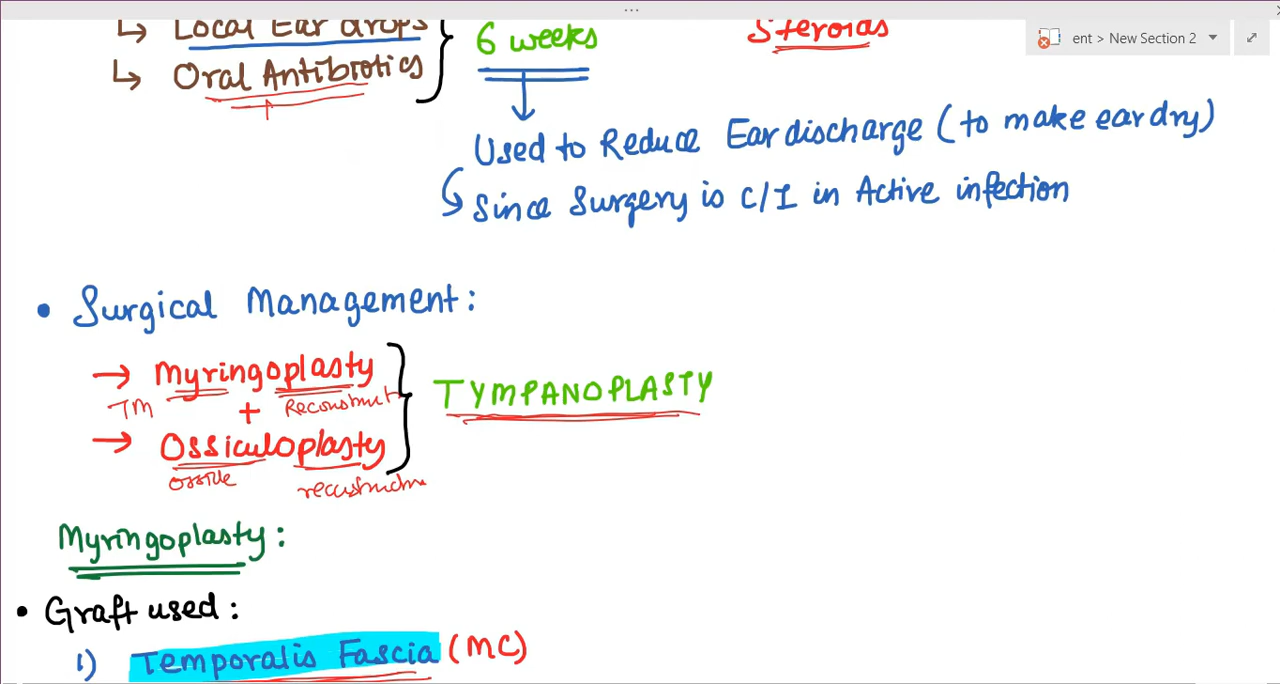 ...
ent > New Section 2
↳ Local Ear drops
↳ Oral Antibiotics
6 weeks
Steroids
Used to Reduce Ear discharge (to make ear dry)
Since Surgery is C/I in Active infection
• Surgical Management:
→ Myringoplasty
TM + Reconstruct
→ Ossiculoplasty
ossicle
TYMPANOPLASTY
Myringoplasty:
• Graft used:
1) Temporalis Fascia (MC)